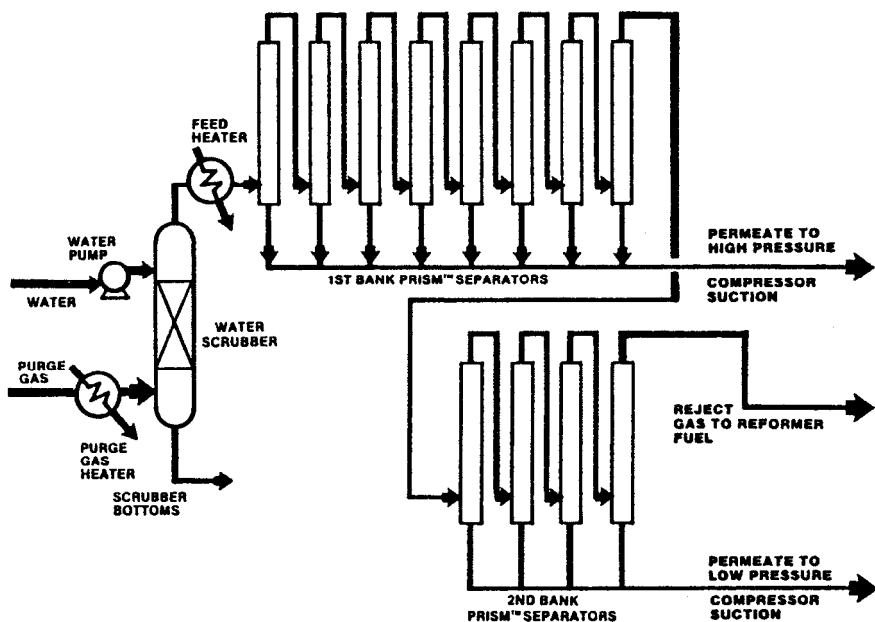 FEED
HEATER
WATER
PUMP
WATER
WATER
SCRUBBER
PURGE
GAS
PURGE
GAS
HEATER
SCRUBBER
BOTTOMS
1ST BANK PRISM™ SEPARATORS
PERMEATE TO
HIGH PRESSURE
COMPRESSOR
SUCTION
REJECT
GAS TO REFORMER
FUEL
2ND BANK
PRISM™ SEPARATORS
PERMEATE TO
LOW PRESSURE
COMPRESSOR
SUCTION